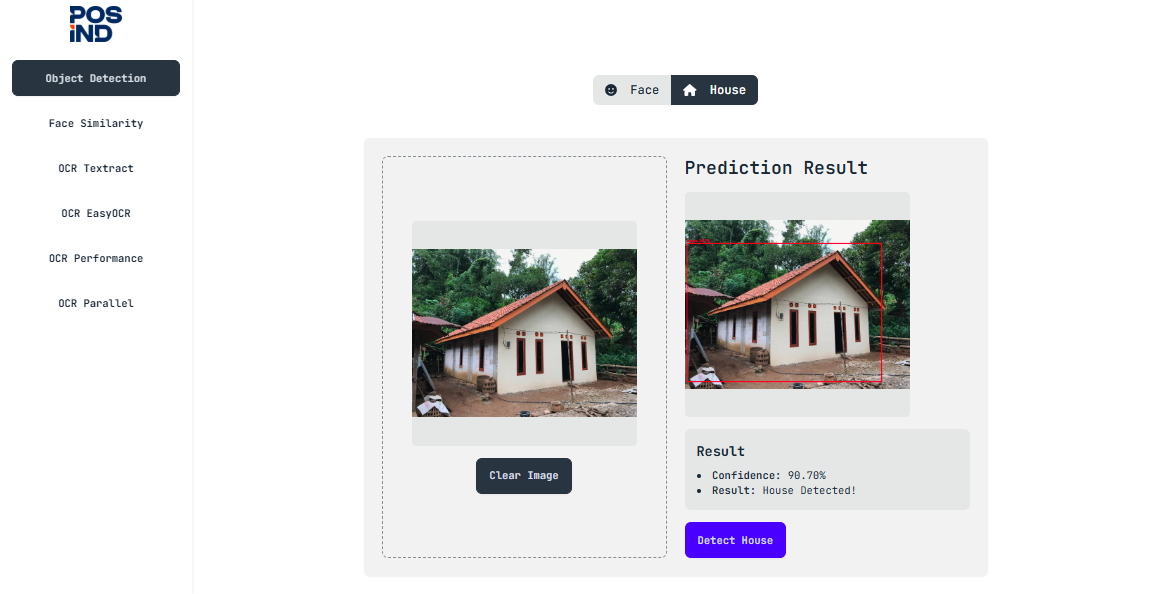 POS
IND
Object Detection
Face Similarity
OCR Textract
OCR EasyOCR
OCR Performance
OCR Parallel
Face
House
Clear Image
Prediction Result
Result
Confidence: 90.70%
Result: House Detected!
Detect House